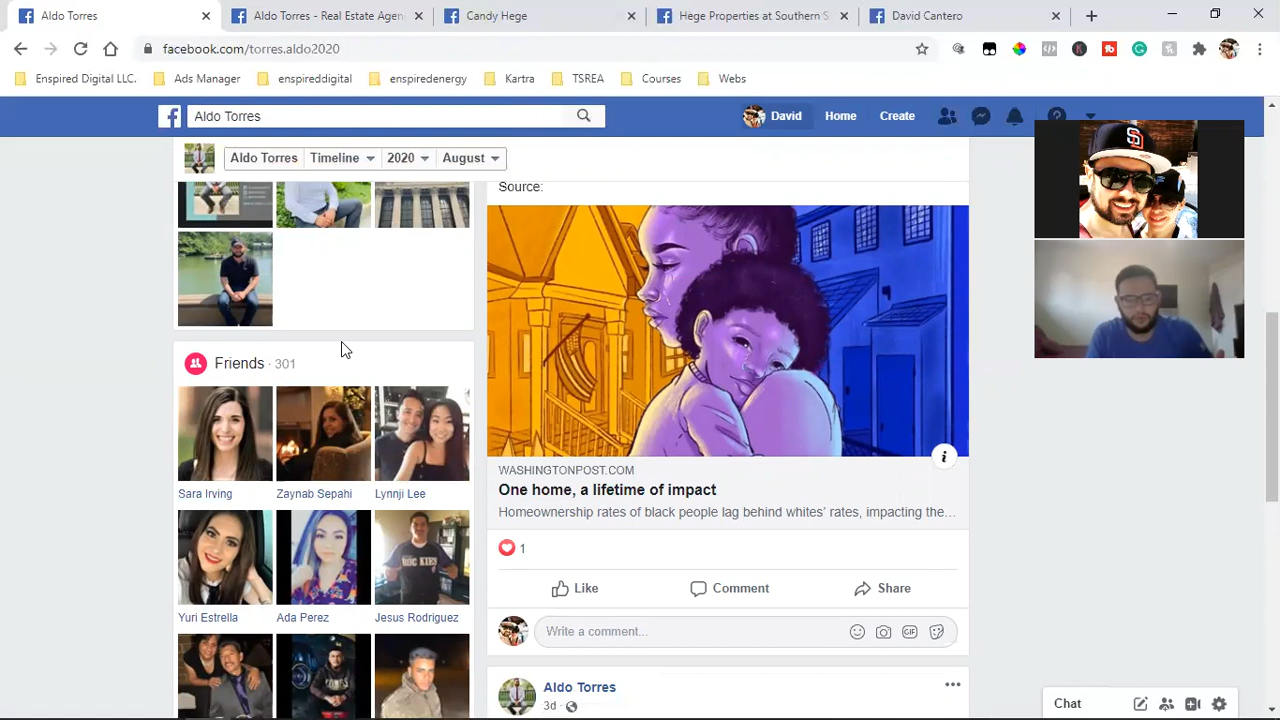 Aldo Torres
Aldo Torres - Real Estate Agen
Candy Hege
Hege Properties at Southern S
David Cantero
facebook.com/torres.aldo2020
Enspired Digital LLC.
Ads Manager
enspireddigital
enspiredenergy
Kartra
TSREA
Courses
Webs
Aldo Torres
David
Home
Create
Aldo Torres
Timeline
2020
August
Source:
Friends · 301
Sara Irving
Zaynab Sepahi
Lynnji Lee
Yuri Estrella
Ada Perez
Jesus Rodriguez
WASHINGTONPOST.COM
One home, a lifetime of impact
Homeownership rates of black people lag behind whites' rates, impacting the...
1
Like
Comment
Share
Write a comment..
Aldo Torres
3d ·
Chat